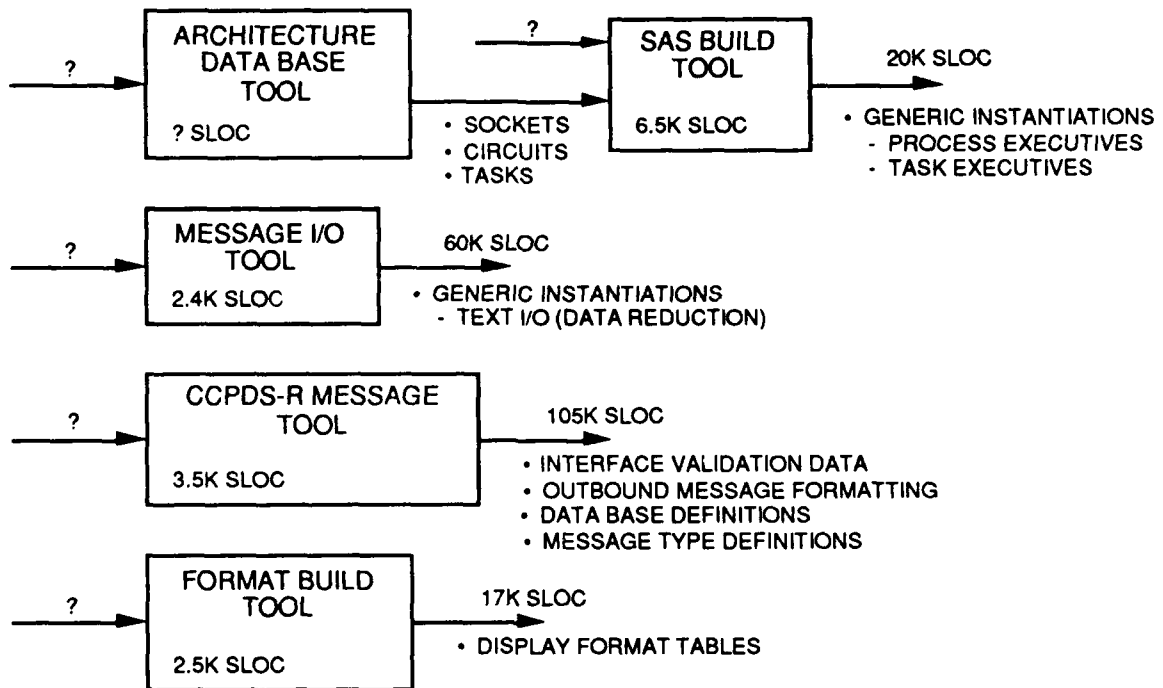 ?
ARCHITECTURE
DATA BASE
TOOL
? SLOC
• SOCKETS
• CIRCUITS
• TASKS
?
SAS BUILD
TOOL
6.5K SLOC
20K SLOC
• GENERIC INSTANTIATIONS
- PROCESS EXECUTIVES
- TASK EXECUTIVES
?
MESSAGE I/O
TOOL
2.4K SLOC
60K SLOC
• GENERIC INSTANTIATIONS
- TEXT I/O (DATA REDUCTION)
?
CCPDS-R MESSAGE
TOOL
3.5K SLOC
105K SLOC
• INTERFACE VALIDATION DATA
• OUTBOUND MESSAGE FORMATTING
• DATA BASE DEFINITIONS
• MESSAGE TYPE DEFINITIONS
?
FORMAT BUILD
TOOL
2.5K SLOC
17K SLOC
• DISPLAY FORMAT TABLES